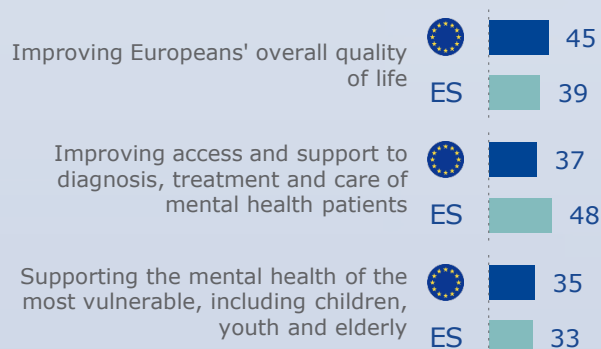 Improving Europeans' overall quality
of life
45
ES 39
Improving access and support to
diagnosis, treatment and care of
mental health patients
37
ES 48
Supporting the mental health of the
most vulnerable, including children,
youth and elderly
35
ES 33